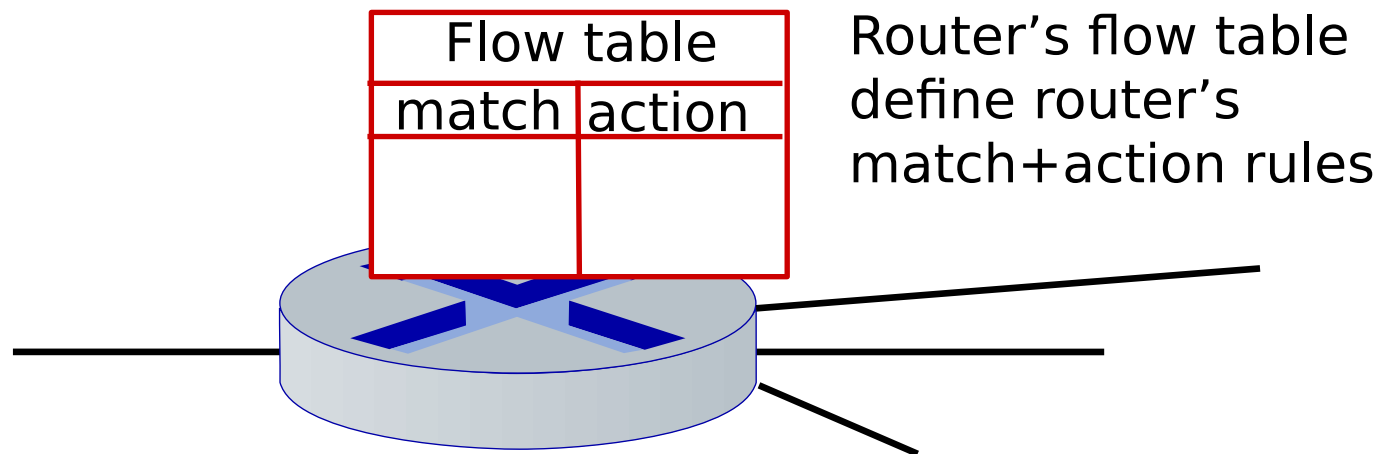 Flow table
match action
Router’s flow table
define router’s
match+action rules